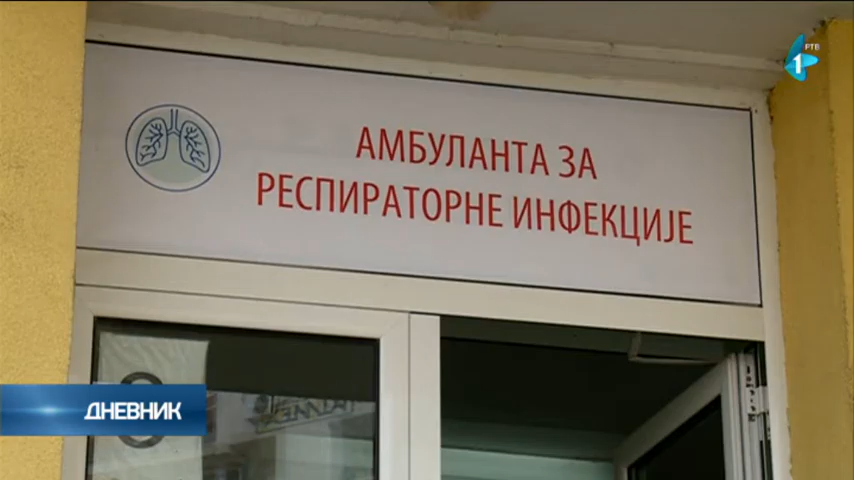 РТВ
1
АМБУЛАНТА ЗА
РЕСПИРАТОРНЕ ИНФЕКЦИЈЕ
ДНЕВНИК